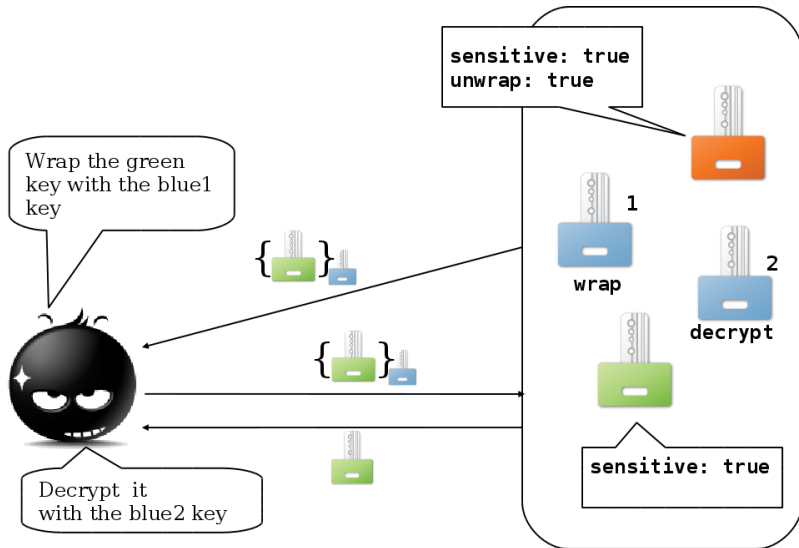 sensitive: true
unwrap: true
Wrap the green
key with the blue1
key
1
wrap
2
decrypt
{ }
{ }
sensitive: true
Decrypt it
with the blue2 key